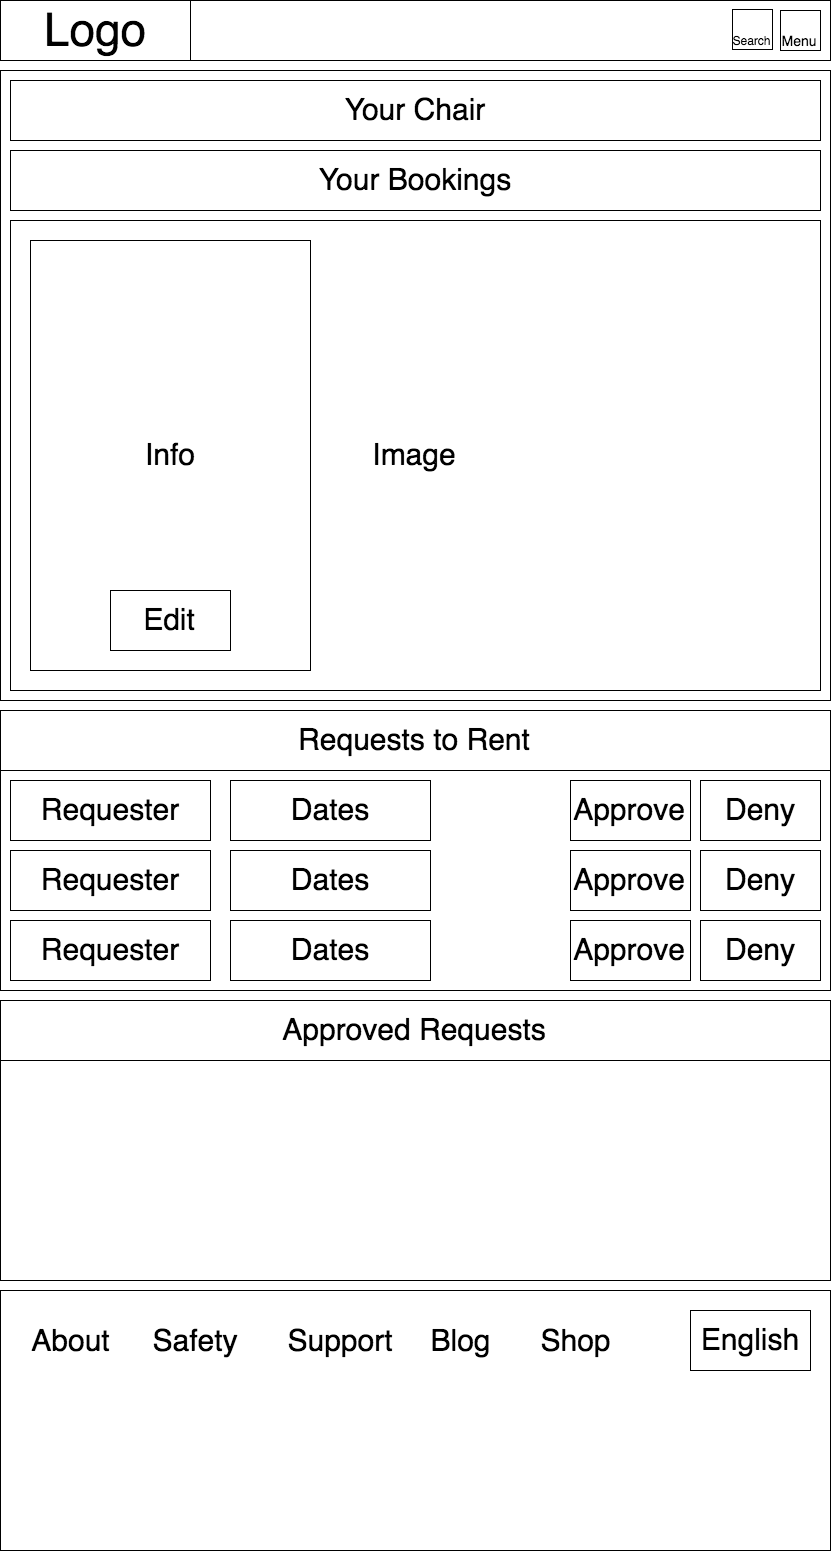 Logo
Search
Menu
Your Chair
Your Bookings
Info
Image
Edit
Requests to Rent
Requester Dates Approve Deny
Requester Dates Approve Deny
Requester Dates Approve Deny
Approved Requests
About Safety Support Blog Shop English